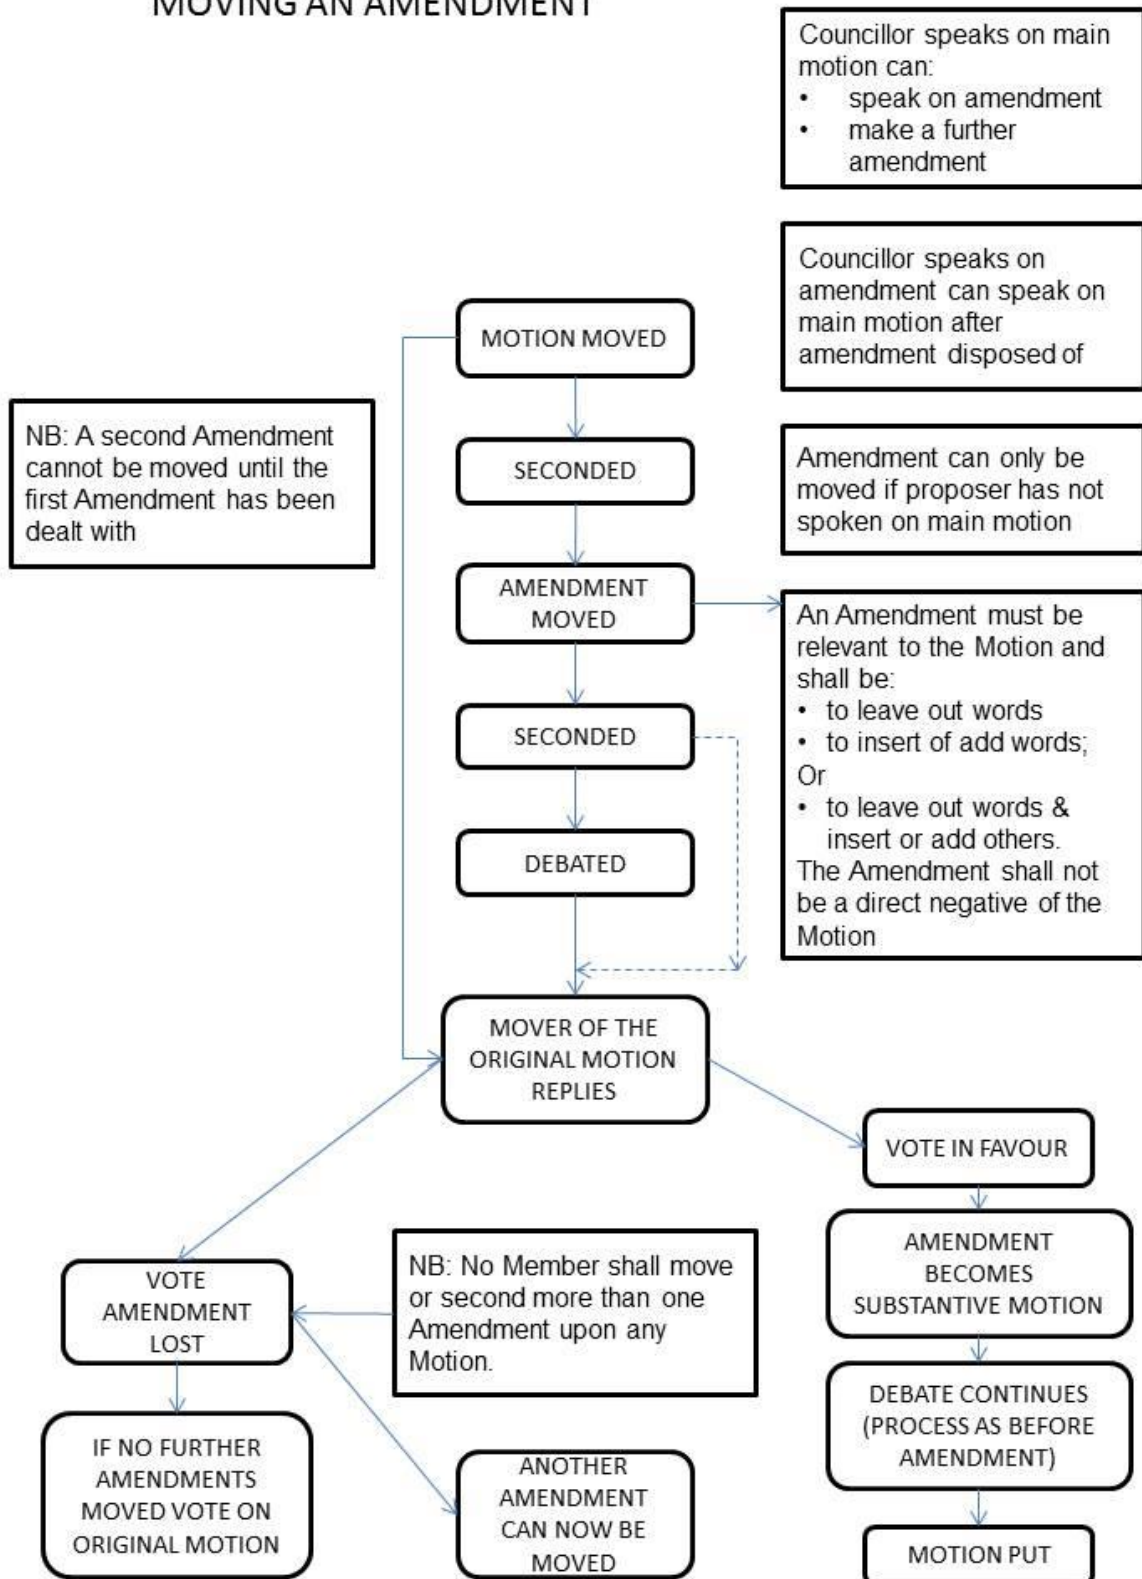 MOVING AN AMENDMENT
Councillor speaks on main
motion can:
• speak on amendment
• make a further
amendment
Councillor speaks on
amendment can speak on
main motion after
amendment disposed of
MOTION MOVED
NB: A second Amendment
cannot be moved until the
first Amendment has been
dealt with
SECONDED
Amendment can only be
moved if proposer has not
spoken on main motion
AMENDMENT
MOVED
An Amendment must be
relevant to the Motion and
shall be:
• to leave out words
• to insert of add words;
Or
• to leave out words &
insert or add others.
The Amendment shall not
be a direct negative of the
Motion
SECONDED
DEBATED
MOVER OF THE
ORIGINAL MOTION
REPLIES
VOTE IN FAVOUR
AMENDMENT
BECOMES
SUBSTANTIVE MOTION
VOTE
AMENDMENT
LOST
NB: No Member shall move
or second more than one
Amendment upon any
Motion.
DEBATE CONTINUES
(PROCESS AS BEFORE
AMENDMENT)
IF NO FURTHER
AMENDMENTS
MOVED VOTE ON
ORIGINAL MOTION
ANOTHER
AMENDMENT
CAN NOW BE
MOVED
MOTION PUT